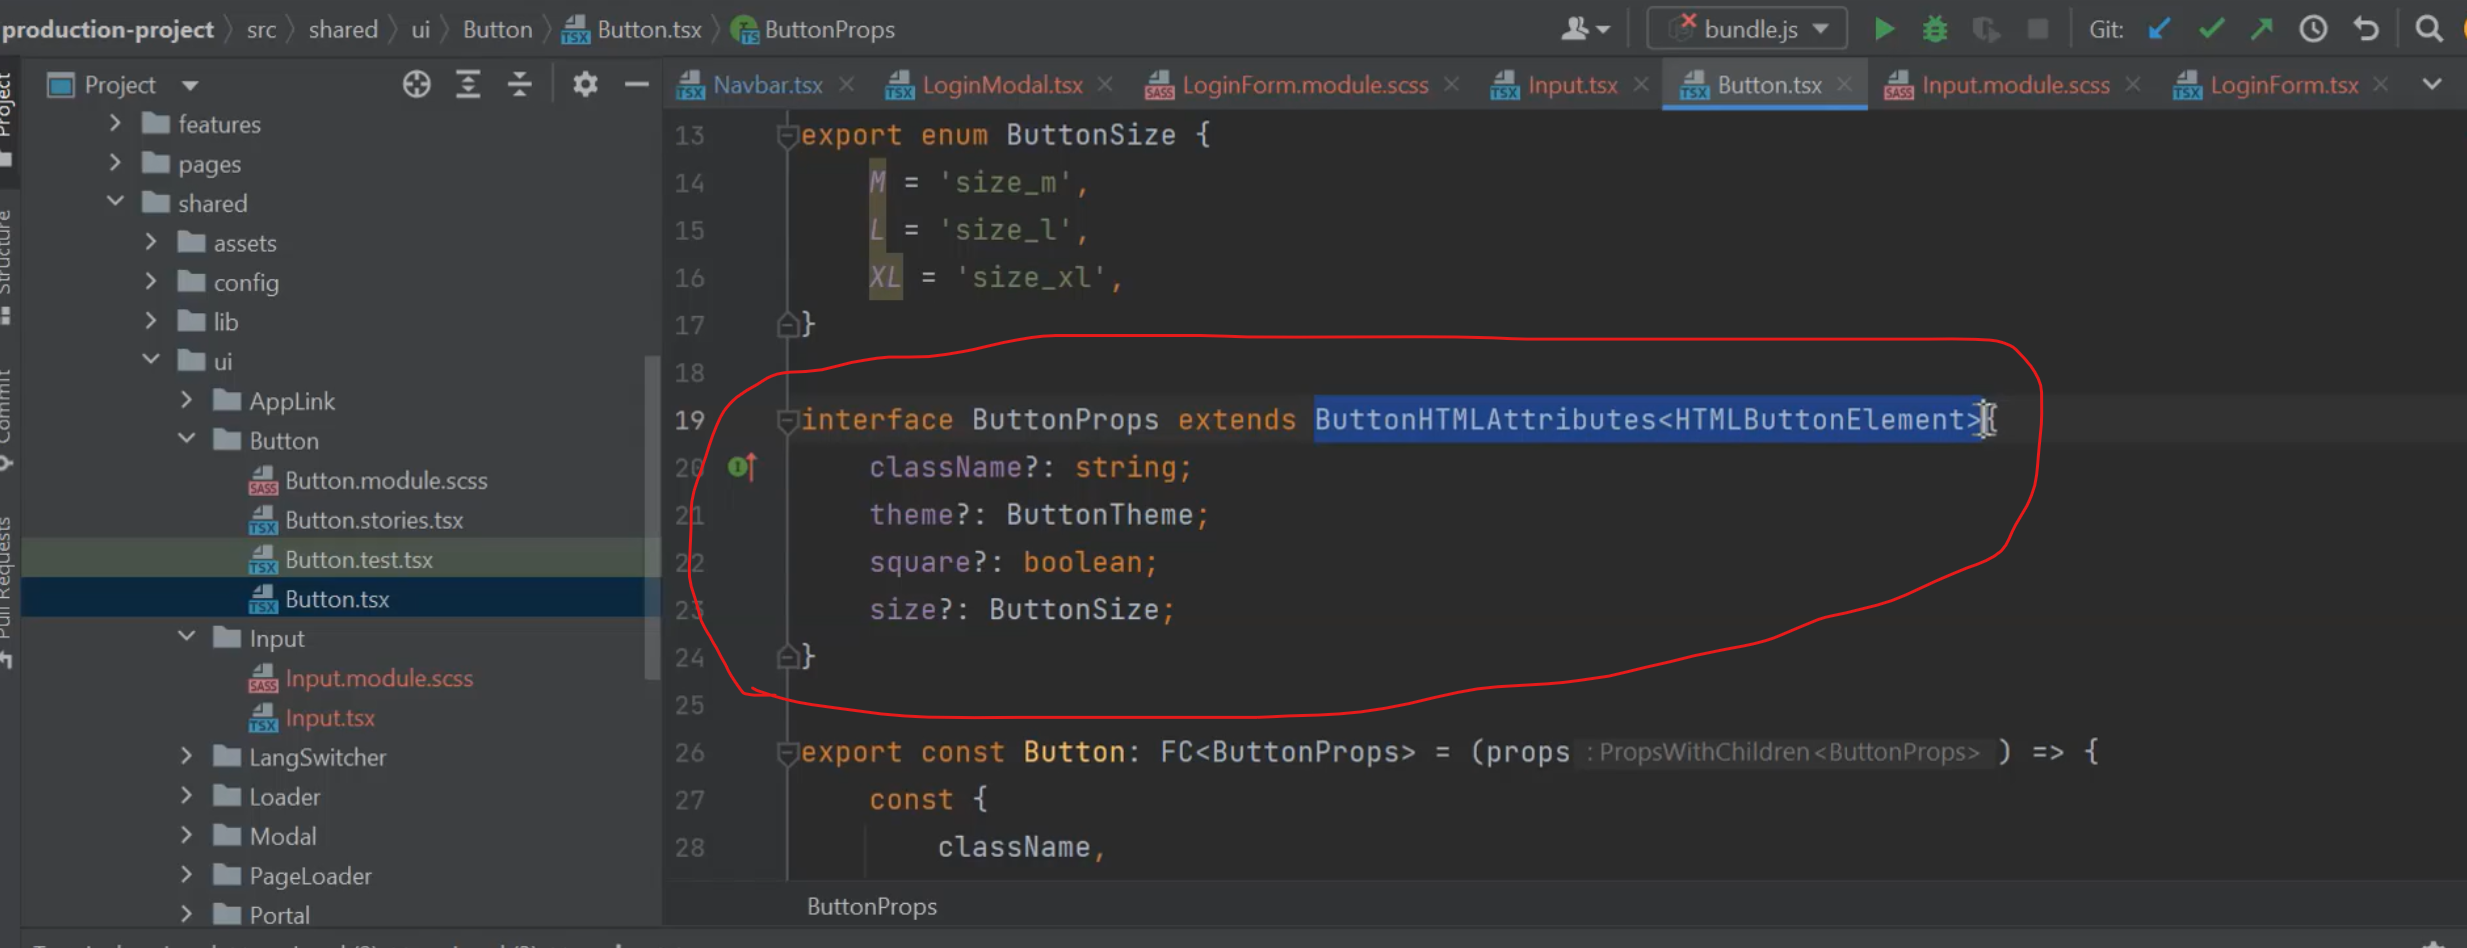 production-project src shared ui Button Button.tsx ButtonProps bundle.js Git:
Project
Project
Structure
Commit
Pull Requests
features
pages
shared
assets
config
lib
ui
AppLink
Button
Button.module.scss
Button.stories.tsx
Button.test.tsx
Button.tsx
Input
Input.module.scss
Input.tsx
LangSwitcher
Loader
Modal
PageLoader
Portal
Navbar.tsx LoginModal.tsx LoginForm.module.scss Input.tsx Button.tsx Input.module.scss LoginForm.tsx
13 export enum ButtonSize {
14 M = 'size_m',
15 L = 'size_l',
16 XL = 'size_xl',
17 }
18
19 interface ButtonProps extends ButtonHTMLAttributes<HTMLButtonElement>{
20 className?: string;
21 theme?: ButtonTheme;
22 square?: boolean;
23 size?: ButtonSize;
24 }
25
26 export const Button: FC<ButtonProps> = (props : PropsWithChildren<ButtonProps> ) => {
27 const {
28 className,
ButtonProps